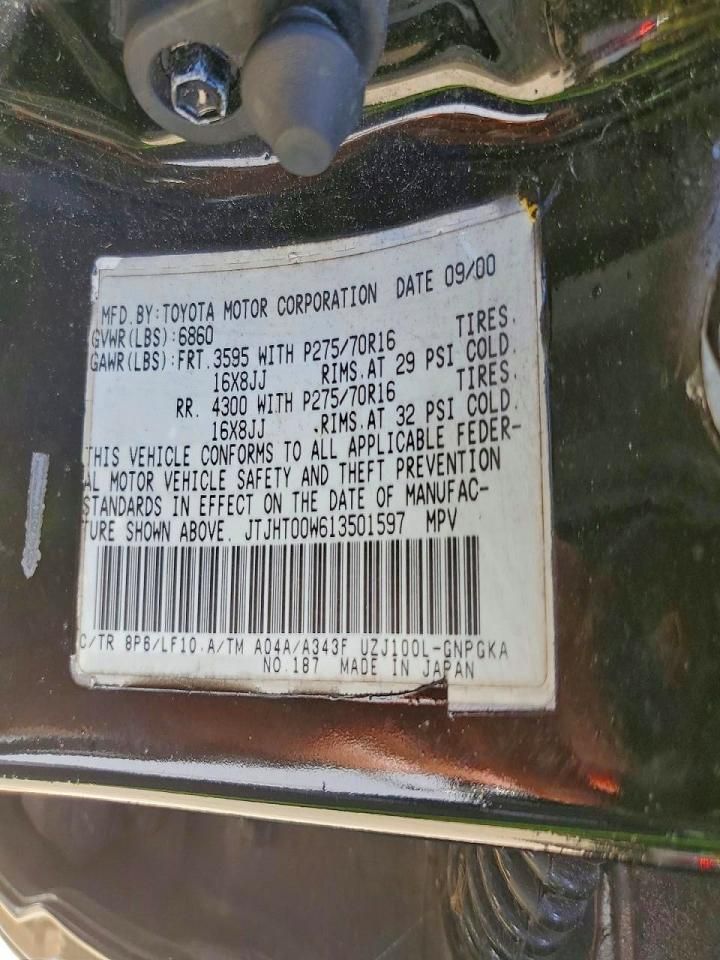 MFD.BY:TOYOTA MOTOR CORPORATION DATE 09/00
GVWR(LBS):6860
GAWR(LBS):FRT.3595 WITH P275/70R16 TIRES.
16X8JJ RIMS.AT 29 PSI COLD.
RR. 4300 WITH P275/70R16 TIRES.
16X8JJ .RIMS.AT 32 PSI COLD.
THIS VEHICLE CONFORMS TO ALL APPLICABLE FEDER-
AL MOTOR VEHICLE SAFETY AND THEFT PREVENTION
STANDARDS IN EFFECT ON THE DATE OF MANUFAC-
TURE SHOWN ABOVE. JTJHT00W613501597 MPV
C/TR 8P6/LF10.A/TM A04A/A343F UZJ100L-GNPGKA
NO.187 MADE IN JAPAN